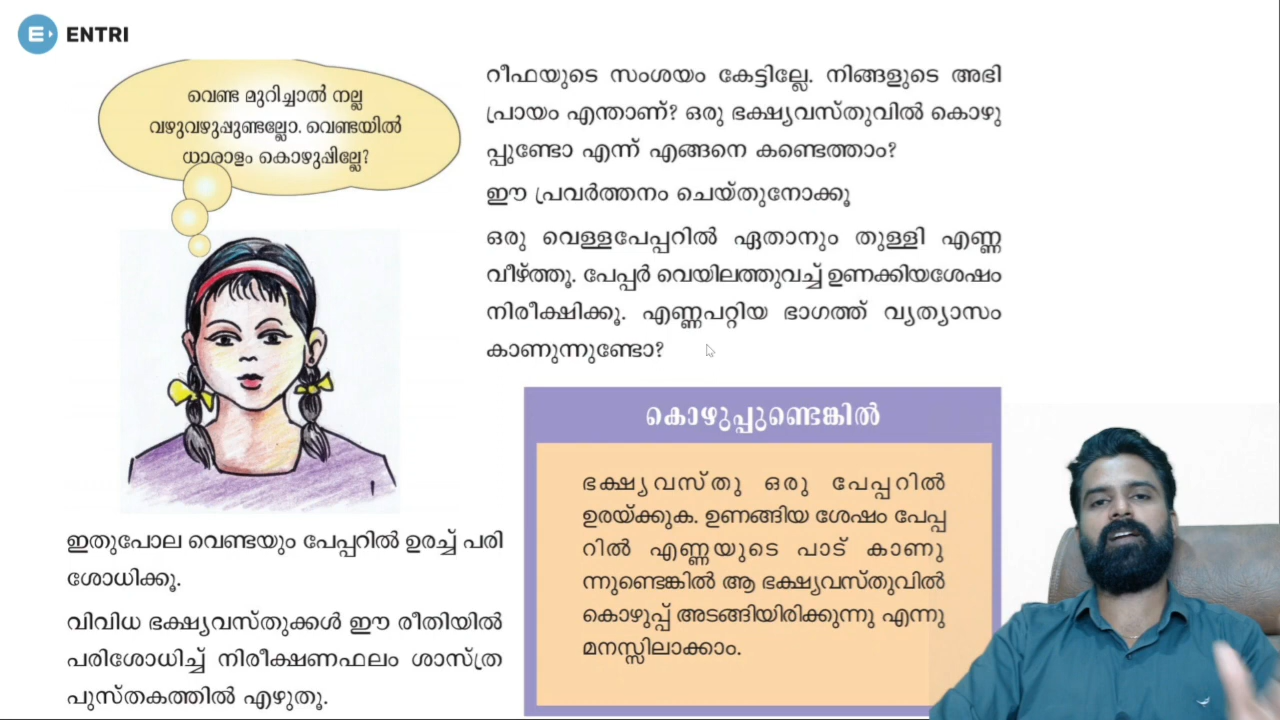 ENTRI
വെണ്ട മുറിച്ചാൽ നല്ല
വഴുവഴുപ്പുണ്ടല്ലോ. വെണ്ടയിൽ
ധാരാളം കൊഴുപ്പില്ലേ?
റീഫയുടെ സംശയം കേട്ടില്ലേ. നിങ്ങളുടെ അഭി
പ്രായം എന്താണ്? ഒരു ഭക്ഷ്യവസ്തുവിൽ കൊഴു
പ്പുണ്ടോ എന്ന് എങ്ങനെ കണ്ടെത്താം?
ഈ പ്രവർത്തനം ചെയ്തുനോക്കൂ
ഒരു വെള്ളപേപ്പറിൽ ഏതാനും തുള്ളി എണ്ണ
വീഴ്ത്തൂ. പേപ്പർ വെയിലത്തുവച്ച് ഉണക്കിയശേഷം
നിരീക്ഷിക്കൂ. എണ്ണപറ്റിയ ഭാഗത്ത് വ്യത്യാസം
കാണുന്നുണ്ടോ?
കൊഴുപ്പുണ്ടെങ്കിൽ
ഭക്ഷ്യവസ്തു ഒരു പേപ്പറിൽ
ഉരയ്ക്കുക. ഉണങ്ങിയ ശേഷം പേപ്പ
റിൽ എണ്ണയുടെ പാട് കാണു
ന്നുണ്ടെങ്കിൽ ആ ഭക്ഷ്യവസ്തുവിൽ
കൊഴുപ്പ് അടങ്ങിയിരിക്കുന്നു എന്നു
മനസ്സിലാക്കാം.
ഇതുപോല വെണ്ടയും പേപ്പറിൽ ഉരച്ച് പരി
ശോധിക്കൂ.
വിവിധ ഭക്ഷ്യവസ്തുക്കൾ ഈ രീതിയിൽ
പരിശോധിച്ച് നിരീക്ഷണഫലം ശാസ്ത്ര
പുസ്തകത്തിൽ എഴുതൂ.